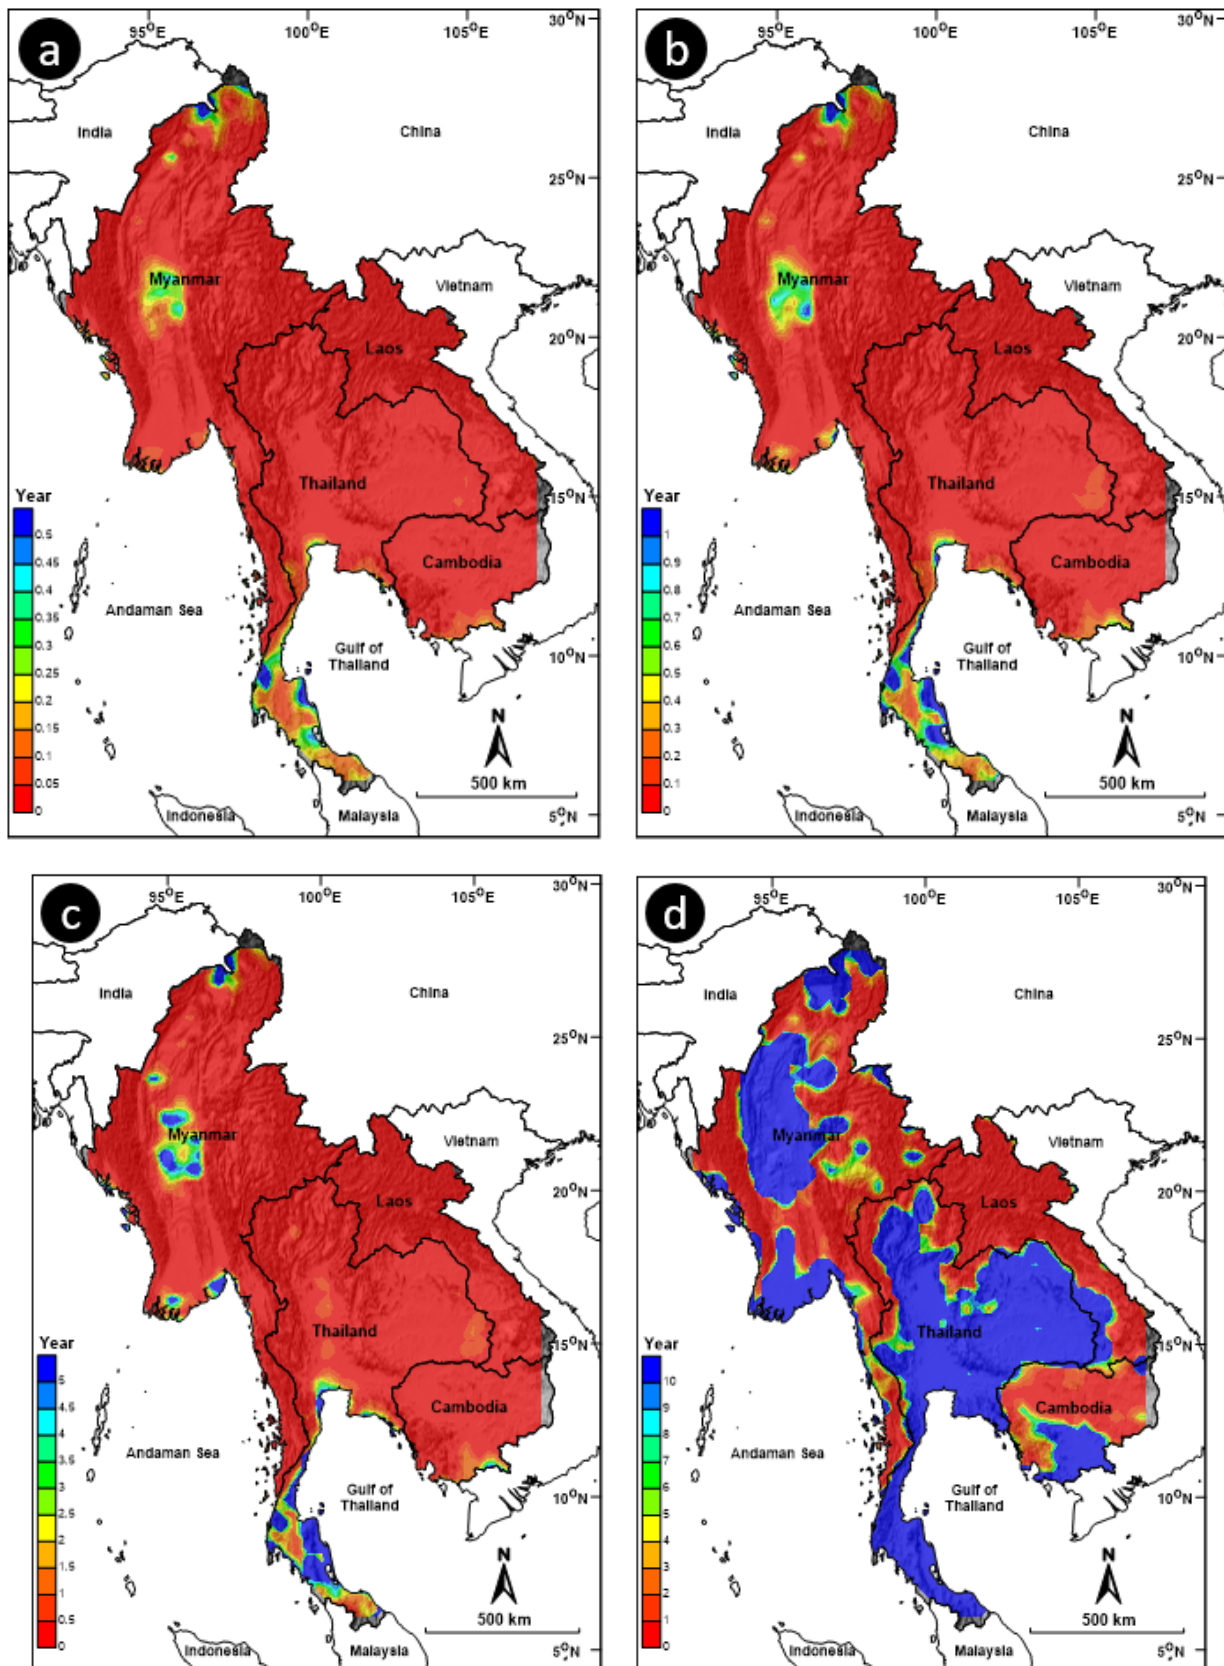 a
95°E 100°E 105°E
30°N
India
China
25°N
Myanmar
Vietnam
20°N
Laos
Thailand
Year
15°N
0.5
0.45
0.4
0.35
0.3
0.25
0.2
0.15
0.1
0.05
0
Cambodia
Andaman Sea
Gulf of
Thailand
10°N
N
500 km
Indonesia
Malaysia
5°N
b
95°E 100°E 105°E
30°N
India
China
25°N
Myanmar
Vietnam
20°N
Laos
Thailand
Year
15°N
1
0.9
0.8
0.7
0.6
0.5
0.4
0.3
0.2
0.1
0
Cambodia
Andaman Sea
Gulf of
Thailand
10°N
N
500 km
Indonesia
Malaysia
5°N
c
95°E 100°E 105°E
30°N
India
China
25°N
Myanmar
Vietnam
20°N
Laos
Thailand
Year
15°N
5
4.5
4
3.5
3
2.5
2
1.5
1
0.5
0
Cambodia
Andaman Sea
Gulf of
Thailand
10°N
N
500 km
Indonesia
Malaysia
5°N
d
95°E 100°E 105°E
30°N
India
China
25°N
Myanmar
Vietnam
20°N
Laos
Thailand
Year
15°N
10
9
8
7
6
5
4
3
2
1
0
Cambodia
Andaman Sea
Gulf of
Thailand
10°N
N
500 km
Indonesia
Malaysia
5°N